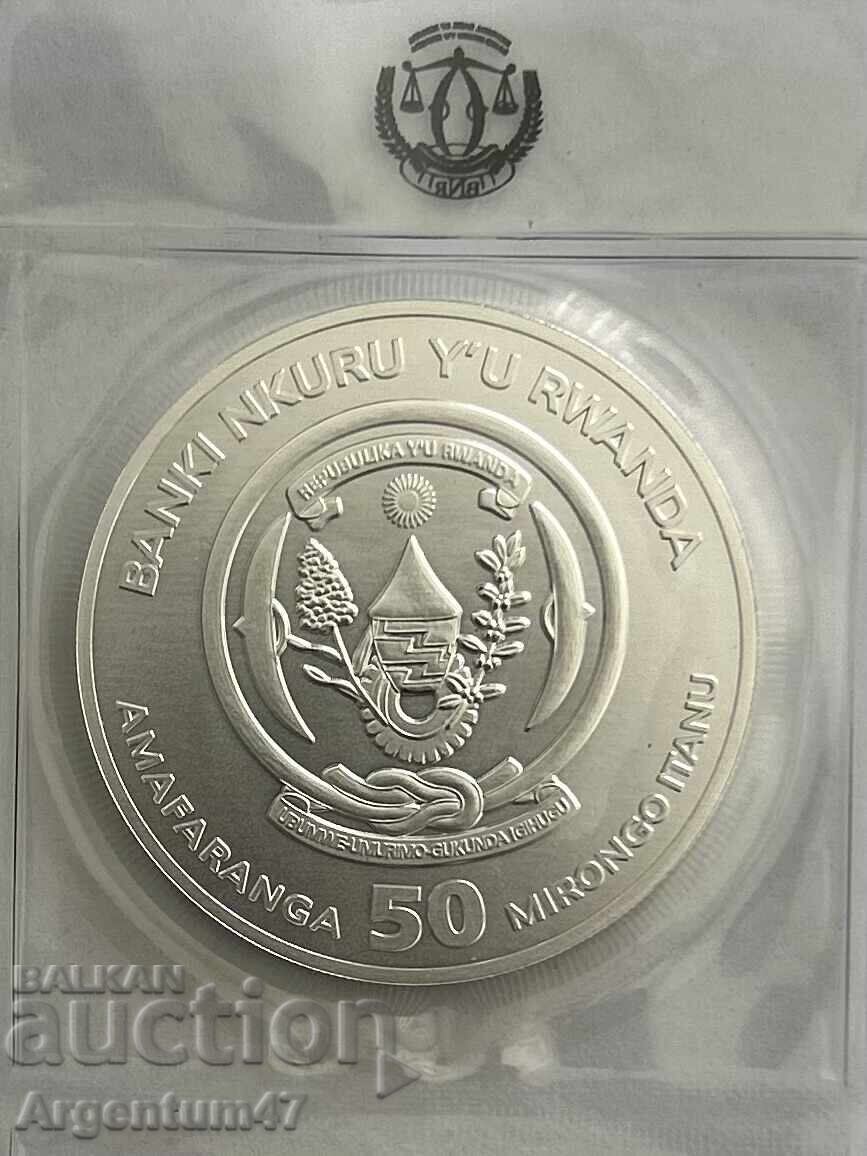 BANKI NKURU Y'U RWANDA
REPUBULIKA Y'U RWANDA
UBUMWE-UMURIMO-GUKUNDA IGIHUGU
AMAFARANGA 50 MIRONGO ITANU
BNR
BALKAN
auction
Argentum47